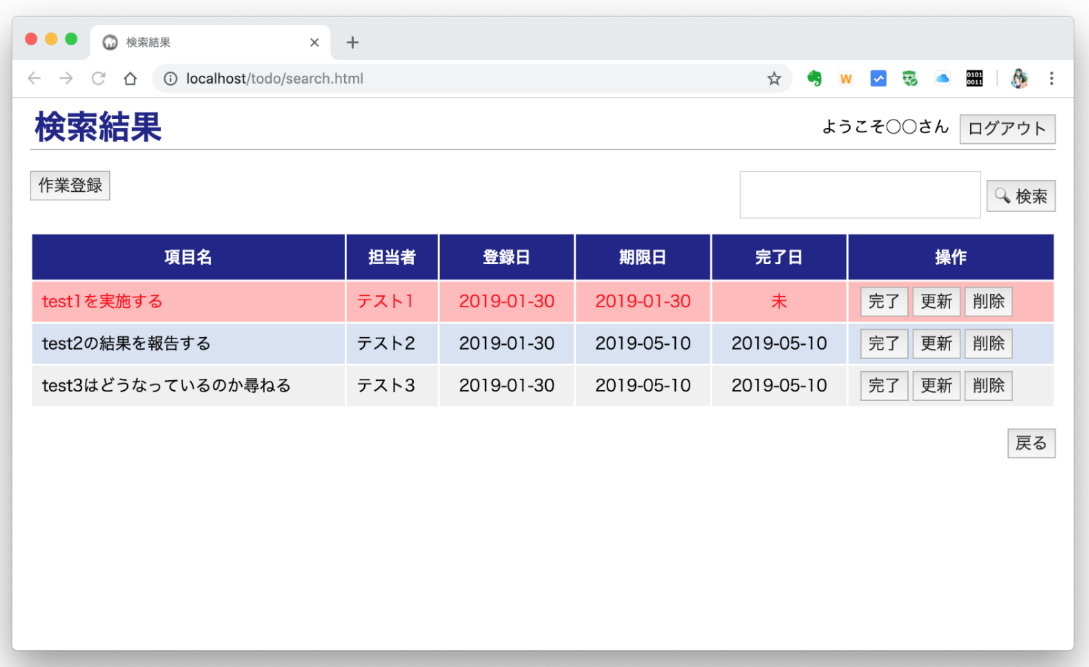 検索結果
localhost/todo/search.html
W
0101
0011
検索結果 ようこそ〇〇さん ログアウト
作業登録 検索
項目名 担当者 登録日 期限日 完了日 操作
test1を実施する テスト1 2019-01-30 2019-01-30 未 完了 更新 削除
test2の結果を報告する テスト2 2019-01-30 2019-05-10 2019-05-10 完了 更新 削除
test3はどうなっているのか尋ねる テスト3 2019-01-30 2019-05-10 2019-05-10 完了 更新 削除
戻る